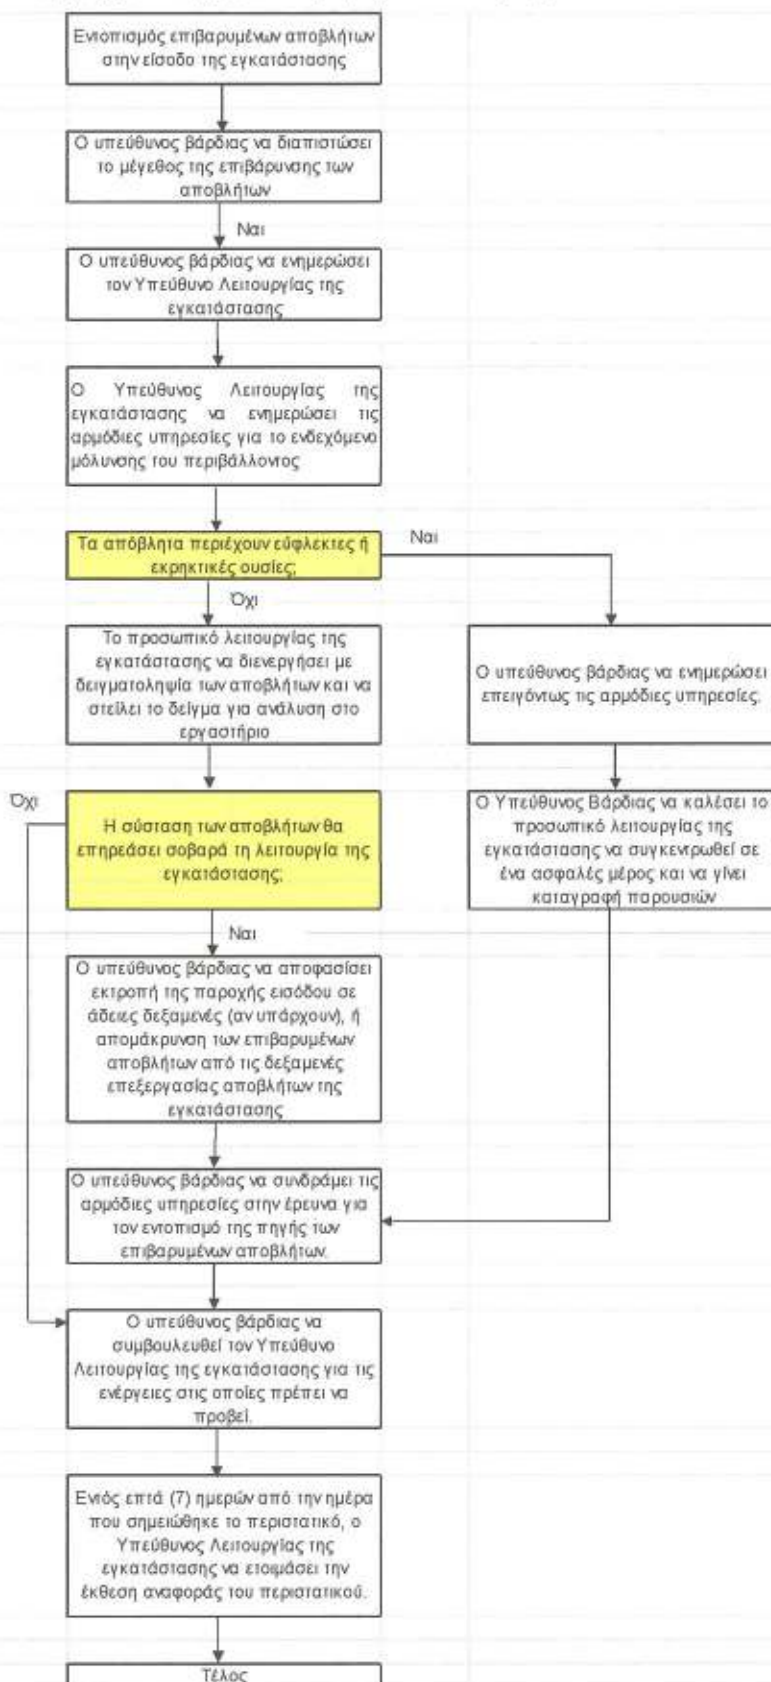 Εντοπισμός επιβαρυμένων αποβλήτων
στην είσοδο της εγκατάστασης
Ο υπεύθυνος βάρδιας να διαπιστώσει
το μέγεθος της επιβάρυνσης των
αποβλήτων
Ναι
Ο υπεύθυνος βάρδιας να ενημερώσει
τον Υπεύθυνο Λειτουργίας της
εγκατάστασης
Ο Υπεύθυνος Λειτουργίας της
εγκατάστασης να ενημερώσει τις
αρμόδιες υπηρεσίες για το ενδεχόμενο
μόλυνσης του περιβάλλοντος
Τα απόβλητα περιέχουν εύφλεκτες ή
εκρηκτικές ουσίες;
Ναι
Όχι
Το προσωπικό λειτουργίας της
εγκατάστασης να διενεργήσει με
δειγματοληψία των αποβλήτων και να
στείλει το δείγμα για ανάλυση στο
εργαστήριο
Ο υπεύθυνος βάρδιας να ενημερώσει
επειγόντως τις αρμόδιες υπηρεσίες.
Όχι
Η σύσταση των αποβλήτων θα
επηρεάσει σοβαρά τη λειτουργία της
εγκατάστασης;
Ο Υπεύθυνος Βάρδιας να καλέσει το
προσωπικό λειτουργίας της
εγκατάστασης να συγκεντρωθεί σε
ένα ασφαλές μέρος και να γίνει
καταγραφή παρουσιών
Ναι
Ο υπεύθυνος βάρδιας να αποφασίσει
εκτροπή της παροχής εισόδου σε
άδειες δεξαμενές (αν υπάρχουν), ή
απομάκρυνση των επιβαρυμένων
αποβλήτων από τις δεξαμενές
επεξεργασίας αποβλήτων της
εγκατάστασης
Ο υπεύθυνος βάρδιας να συνδράμει τις
αρμόδιες υπηρεσίες στην έρευνα για
τον εντοπισμό της πηγής των
επιβαρυμένων αποβλήτων.
Ο υπεύθυνος βάρδιας να
συμβουλευθεί τον Υπεύθυνο
Λειτουργίας της εγκατάστασης για τις
ενέργειες στις οποίες πρέπει να
προβεί.
Εντός επτά (7) ημερών από την ημέρα
που σημειώθηκε το περιστατικό, ο
Υπεύθυνος Λειτουργίας της
εγκατάστασης να ετοιμάσει την
έκθεση αναφοράς του περιστατικού.
Τέλος